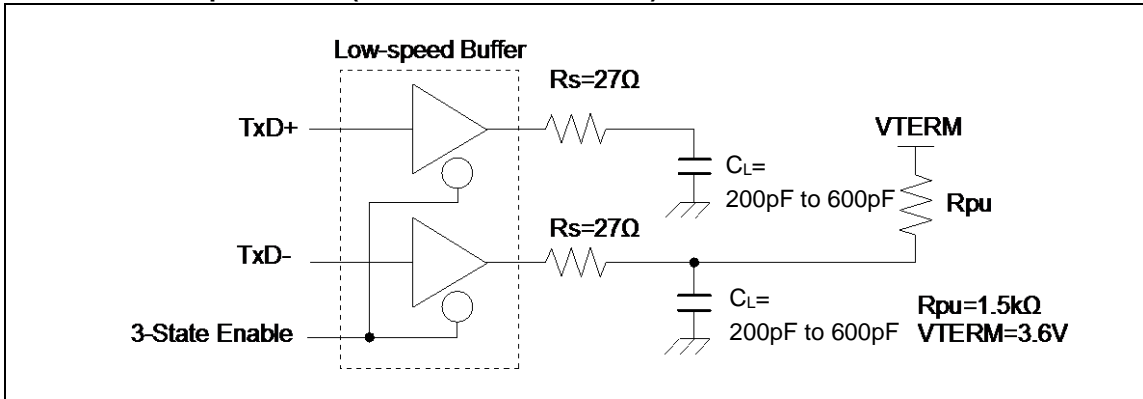 Low-speed Buffer
Rs=27Ω
TxD+
VTERM
CL=
200pF to 600pF
Rpu
Rs=27Ω
TxD-
CL=
200pF to 600pF
Rpu=1.5kΩ
VTERM=3.6V
3-State Enable